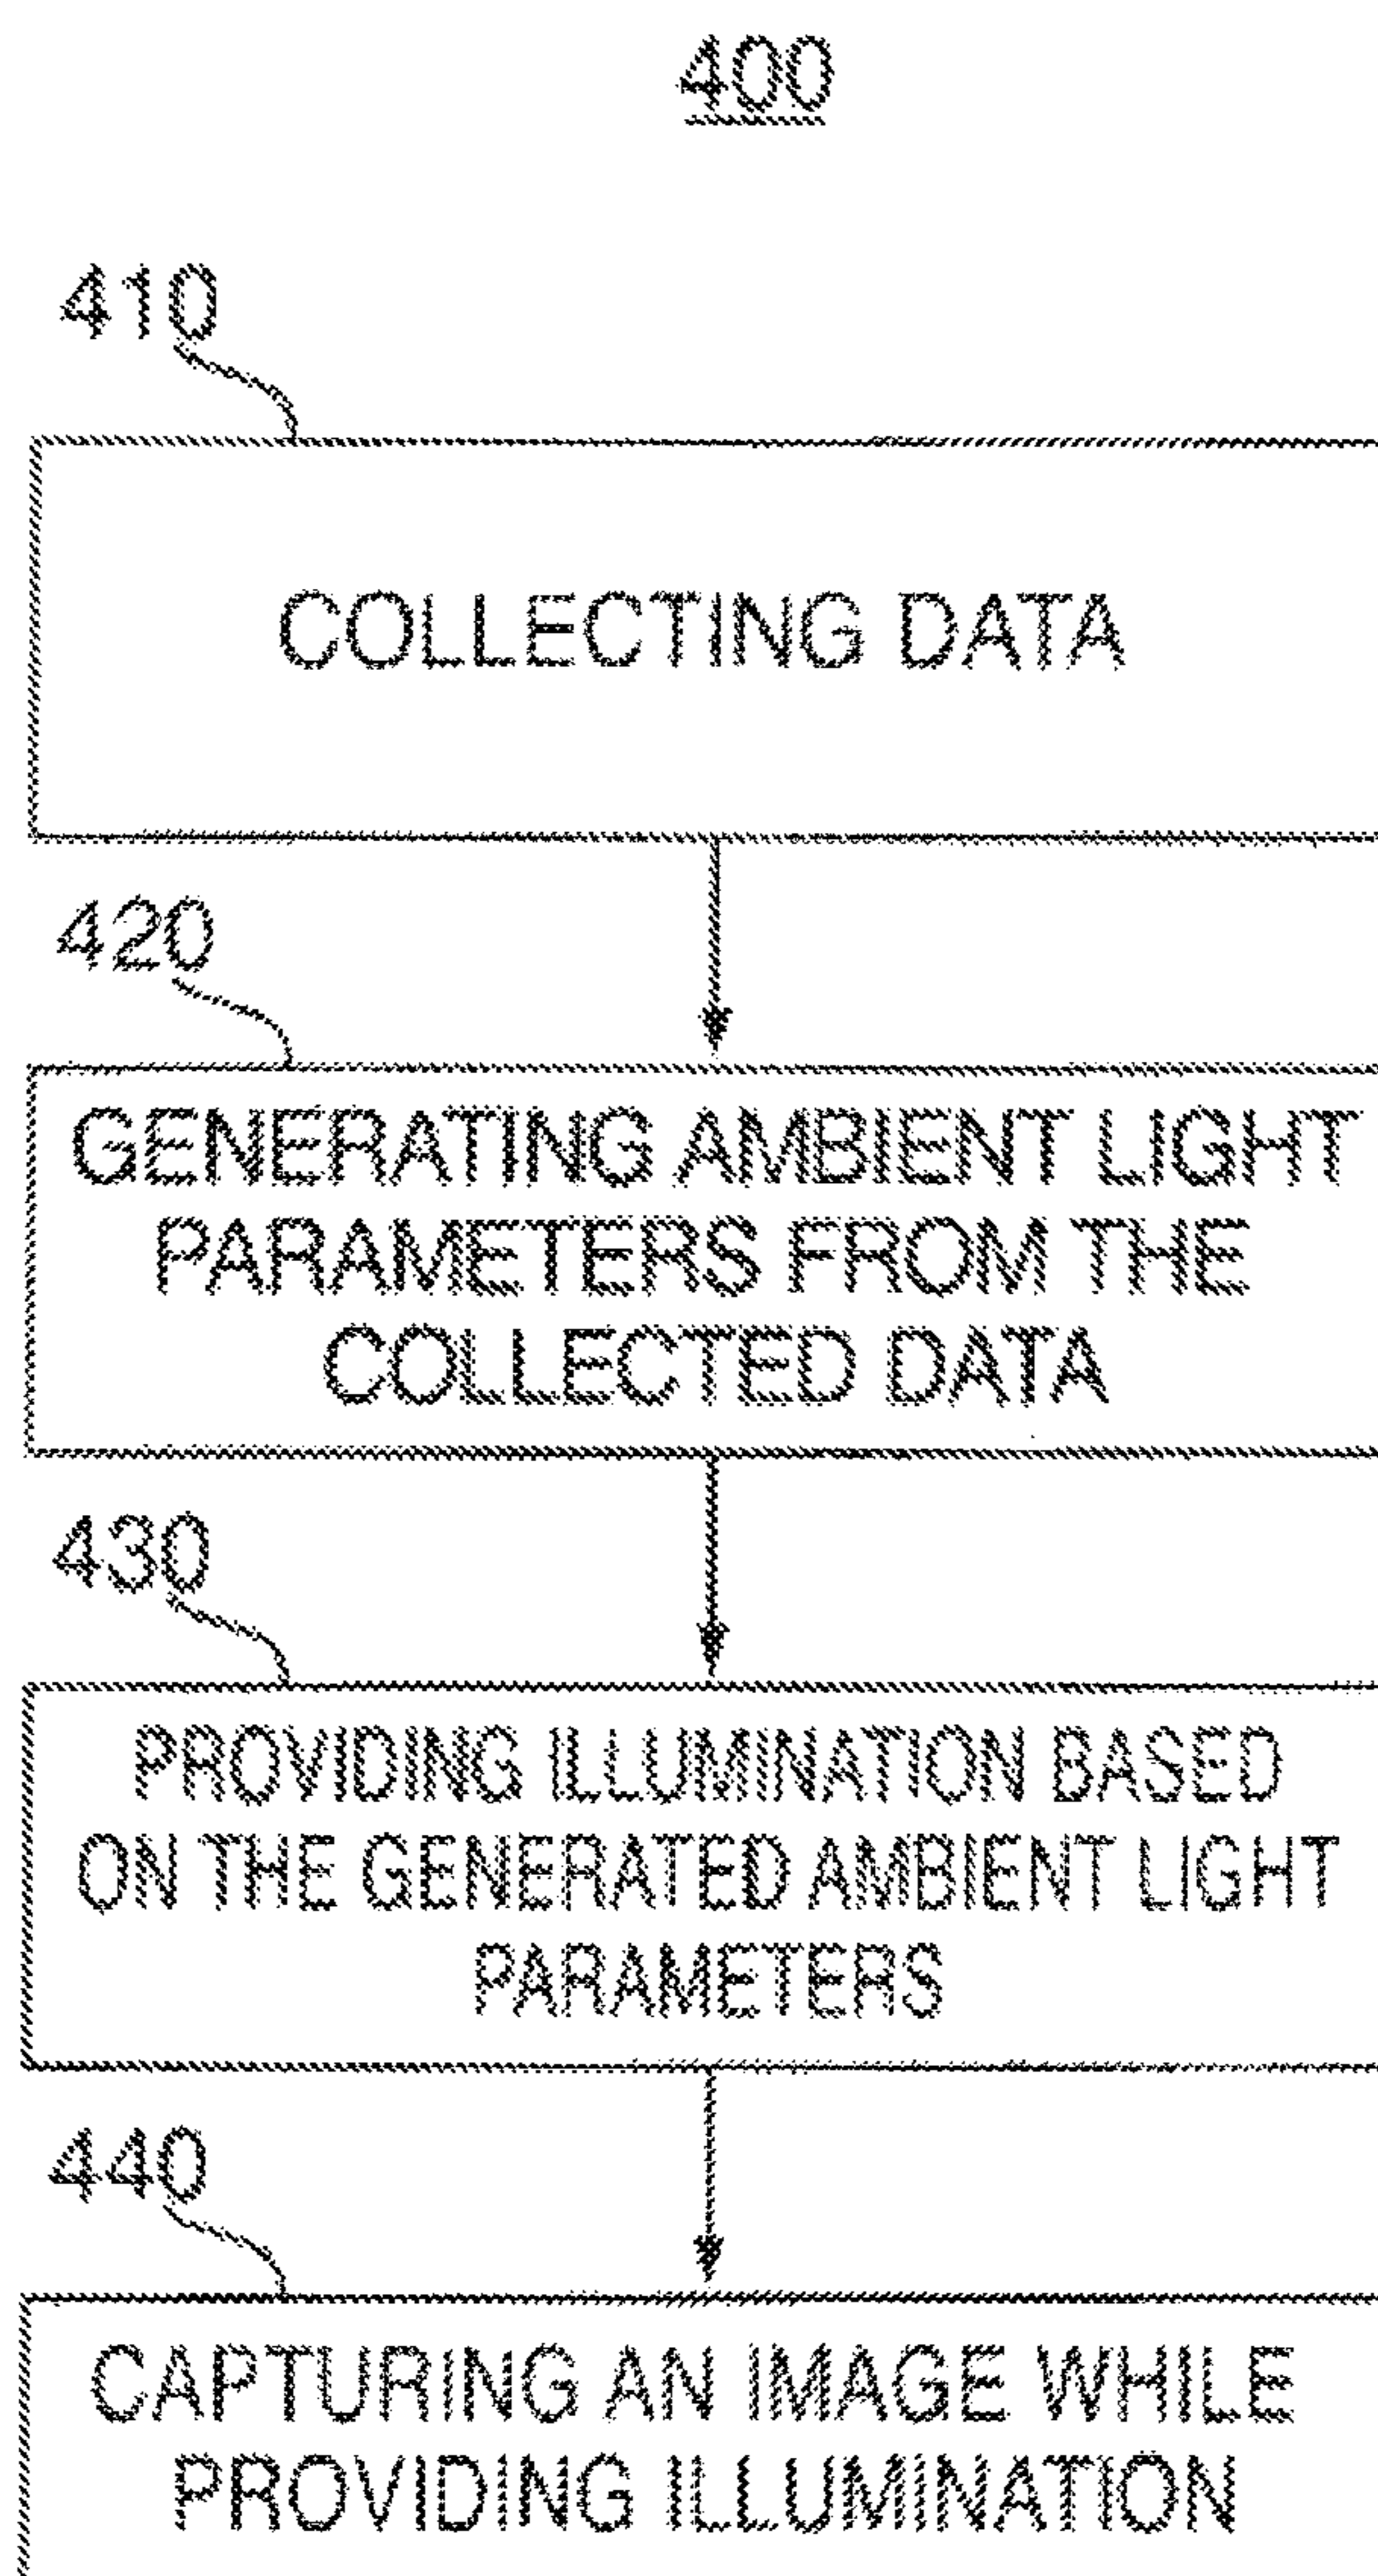 400
410
COLLECTING DATA
420
GENERATING AMBIENT LIGHT
PARAMETERS FROM THE
COLLECTED DATA
430
PROVIDING ILLUMINATION BASED
ON THE GENERATED AMBIENT LIGHT
PARAMETERS
440
CAPTURING AN IMAGE WHILE
PROVIDING ILLUMINATION